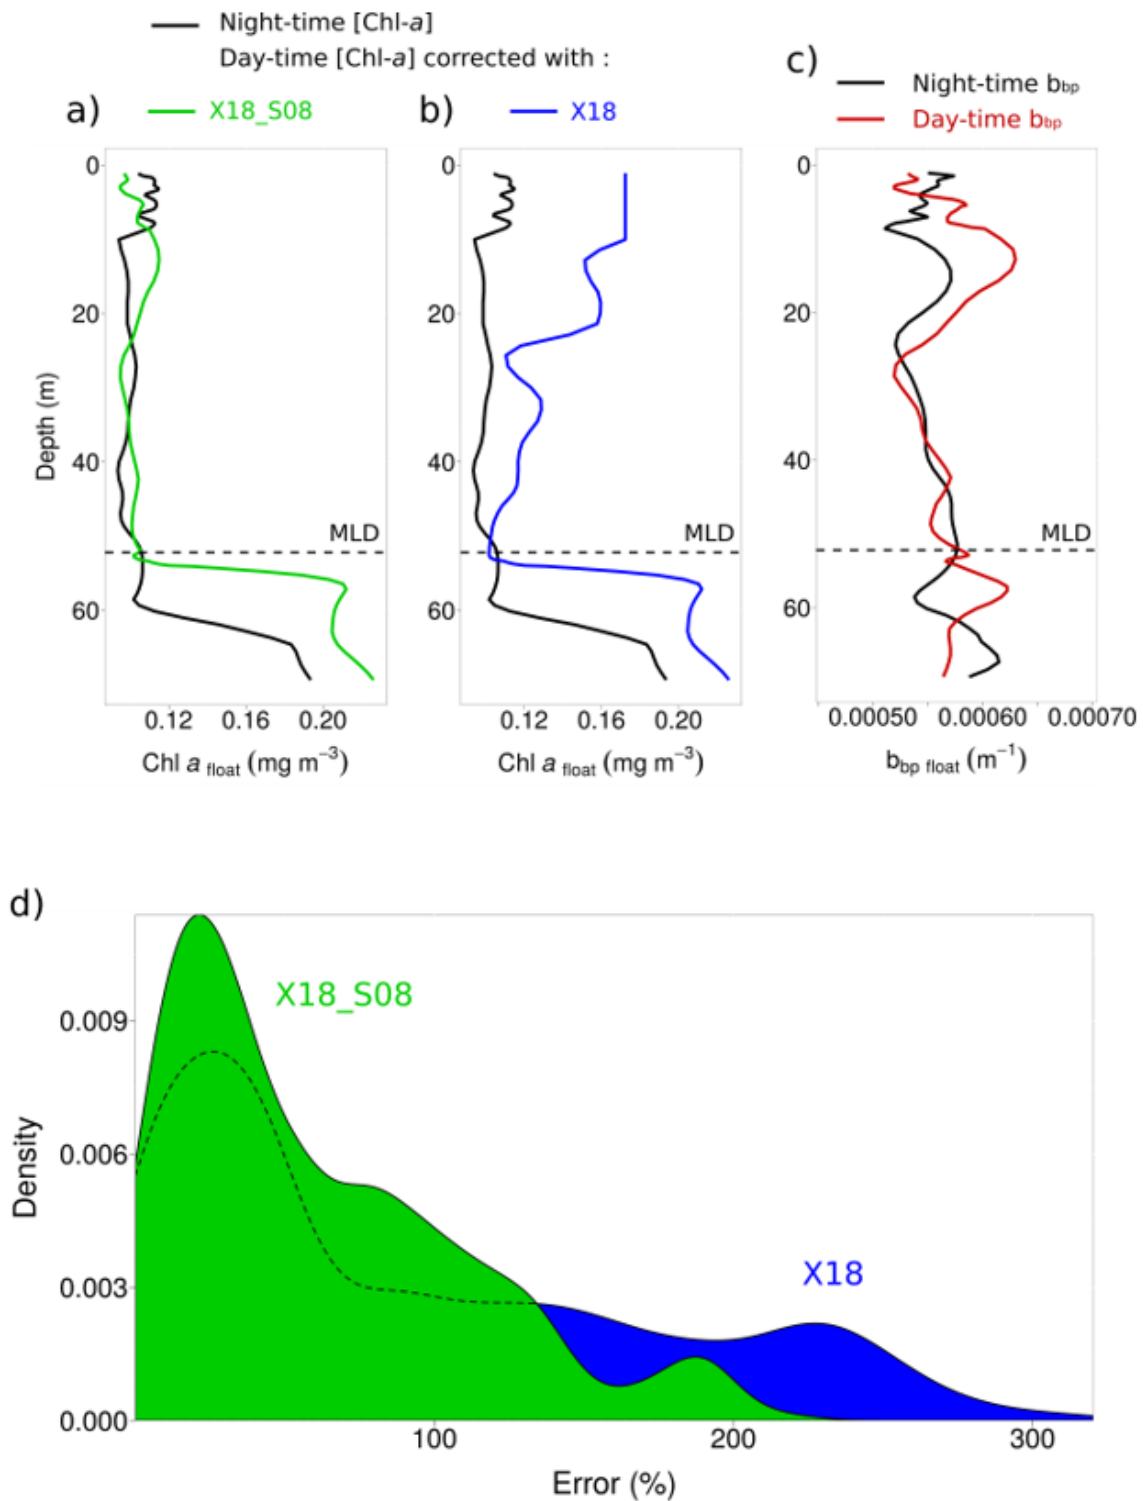 Night-time [Chl-a]
Day-time [Chl-a] corrected with :
a) X18_S08
b) X18
c) Night-time bbp
Day-time bbp
0
20
40
60
Depth (m)
MLD
0.12 0.16 0.20
Chl a float (mg m⁻³)
0
20
40
60
MLD
0.12 0.16 0.20
Chl a float (mg m⁻³)
0
20
40
60
MLD
0.00050 0.00060 0.00070
bbp float (m⁻¹)
d)
X18_S08
X18
0.009
0.006
0.003
0.000
Density
100 200 300
Error (%)